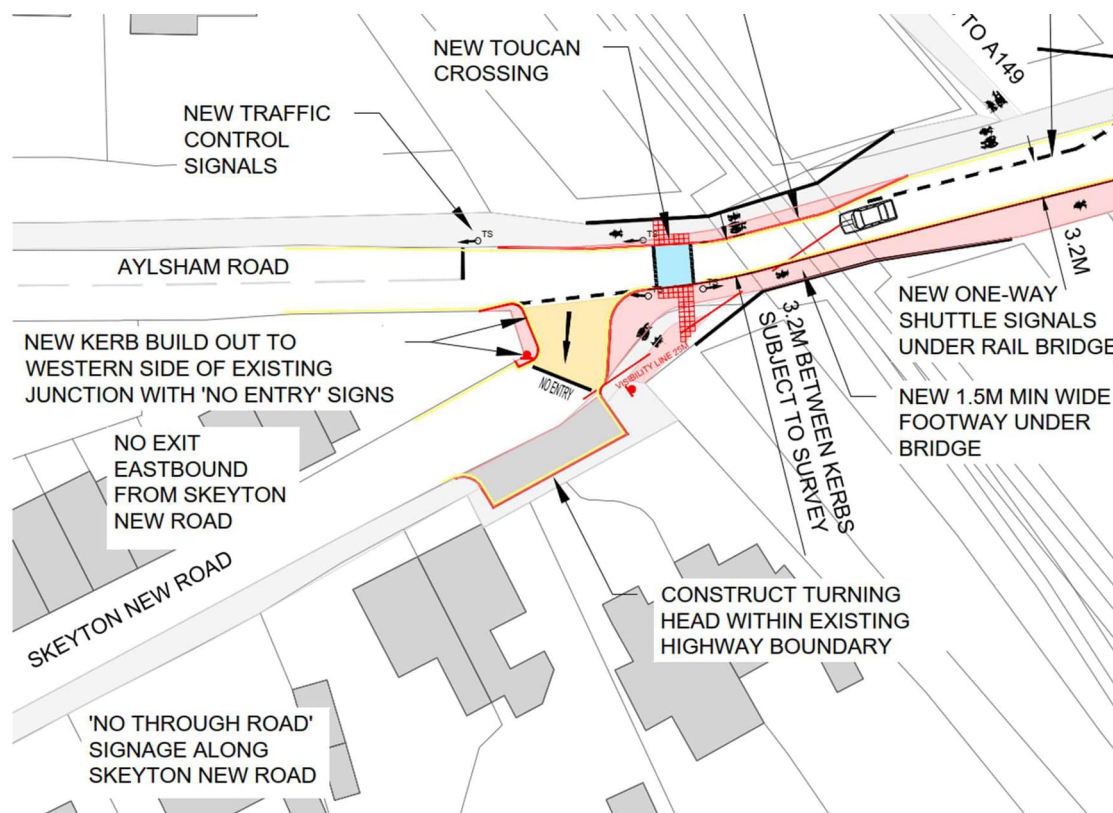 NEW TOUCAN
CROSSING
TO A149
NEW TRAFFIC
CONTROL
SIGNALS
TS
TS
AYLSHAM ROAD
TS
3.2M
NEW ONE-WAY
SHUTTLE SIGNALS
UNDER RAIL BRIDGE
3.2M BETWEEN KERBS
SUBJECT TO SURVEY
NEW KERB BUILD OUT TO
WESTERN SIDE OF EXISTING
JUNCTION WITH 'NO ENTRY' SIGNS
NO ENTRY
VISIBILITY LINE 25M
NEW 1.5M MIN WIDE
FOOTWAY UNDER
BRIDGE
NO EXIT
EASTBOUND
FROM SKEYTON
NEW ROAD
SKEYTON NEW ROAD
CONSTRUCT TURNING
HEAD WITHIN EXISTING
HIGHWAY BOUNDARY
'NO THROUGH ROAD'
SIGNAGE ALONG
SKEYTON NEW ROAD